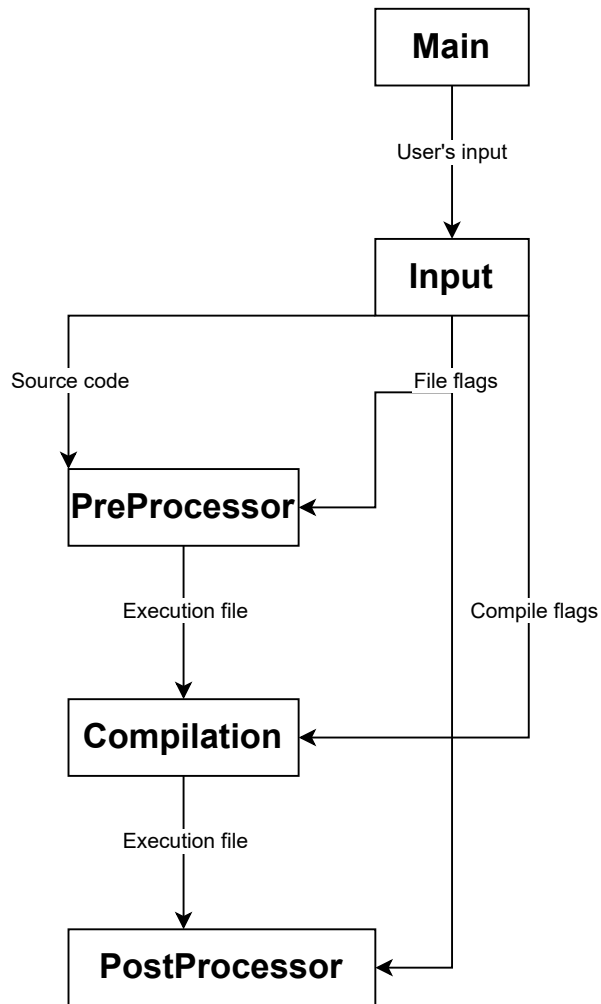 Main
User's input
Input
Source code
File flags
PreProcessor
Execution file
Compile flags
Compilation
Execution file
PostProcessor